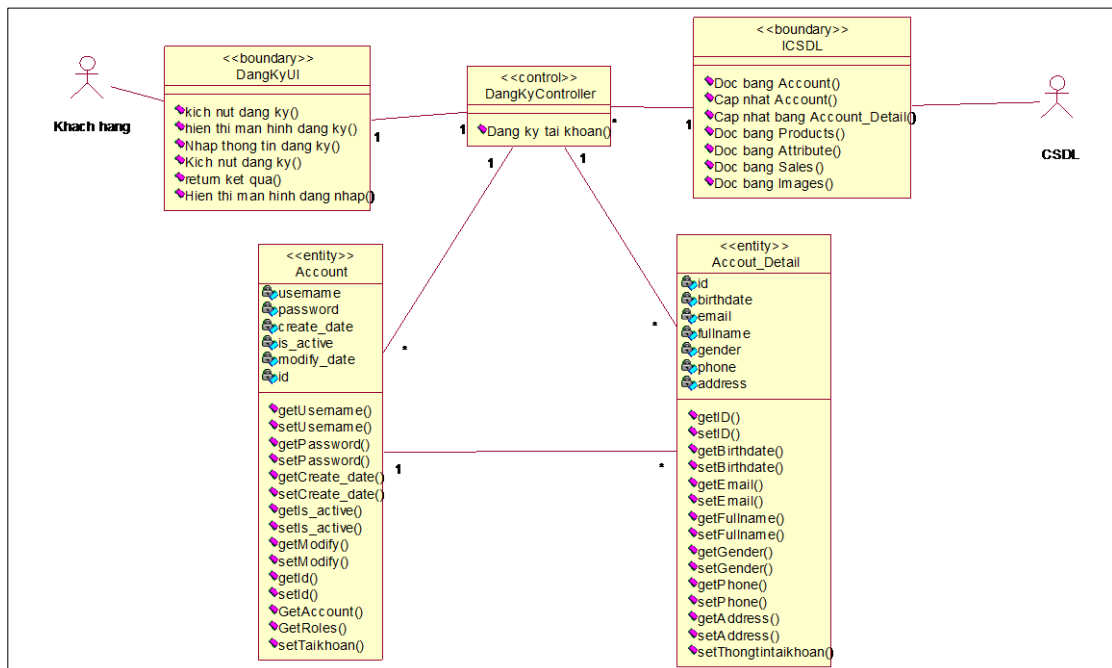 Khach hang
<<boundary>>
DangKyUI
kich nut dang ky()
hien thi man hinh dang ky()
Nhap thong tin dang ky()
Kich nut dang ky()
return ket qua()
Hien thi man hinh dang nhap()
1
1
<<control>>
DangKyController
Dang ky tai khoan()
*
1
<<boundary>>
ICSDL
Doc bang Account()
Cap nhat Account()
Cap nhat bang Account_Detail()
Doc bang Products()
Doc bang Attribute()
Doc bang Sales()
Doc bang Images()
CSDL
1
1
*
*
<<entity>>
Account
username
password
create_date
is_active
modify_date
id
getUsername()
setUsername()
getPassword()
setPassword()
getCreate_date()
setCreate_date()
getIs_active()
setIs_active()
getModify()
setModify()
getId()
setId()
GetAccount()
GetRoles()
setTaikhoan()
1
*
<<entity>>
Accout_Detail
id
birthdate
email
fullname
gender
phone
address
getID()
setID()
getBirthdate()
setBirthdate()
getEmail()
setEmail()
getFullname()
setFullname()
getGender()
setGender()
getPhone()
setPhone()
getAddress()
setAddress()
setThongtintaikhoan()